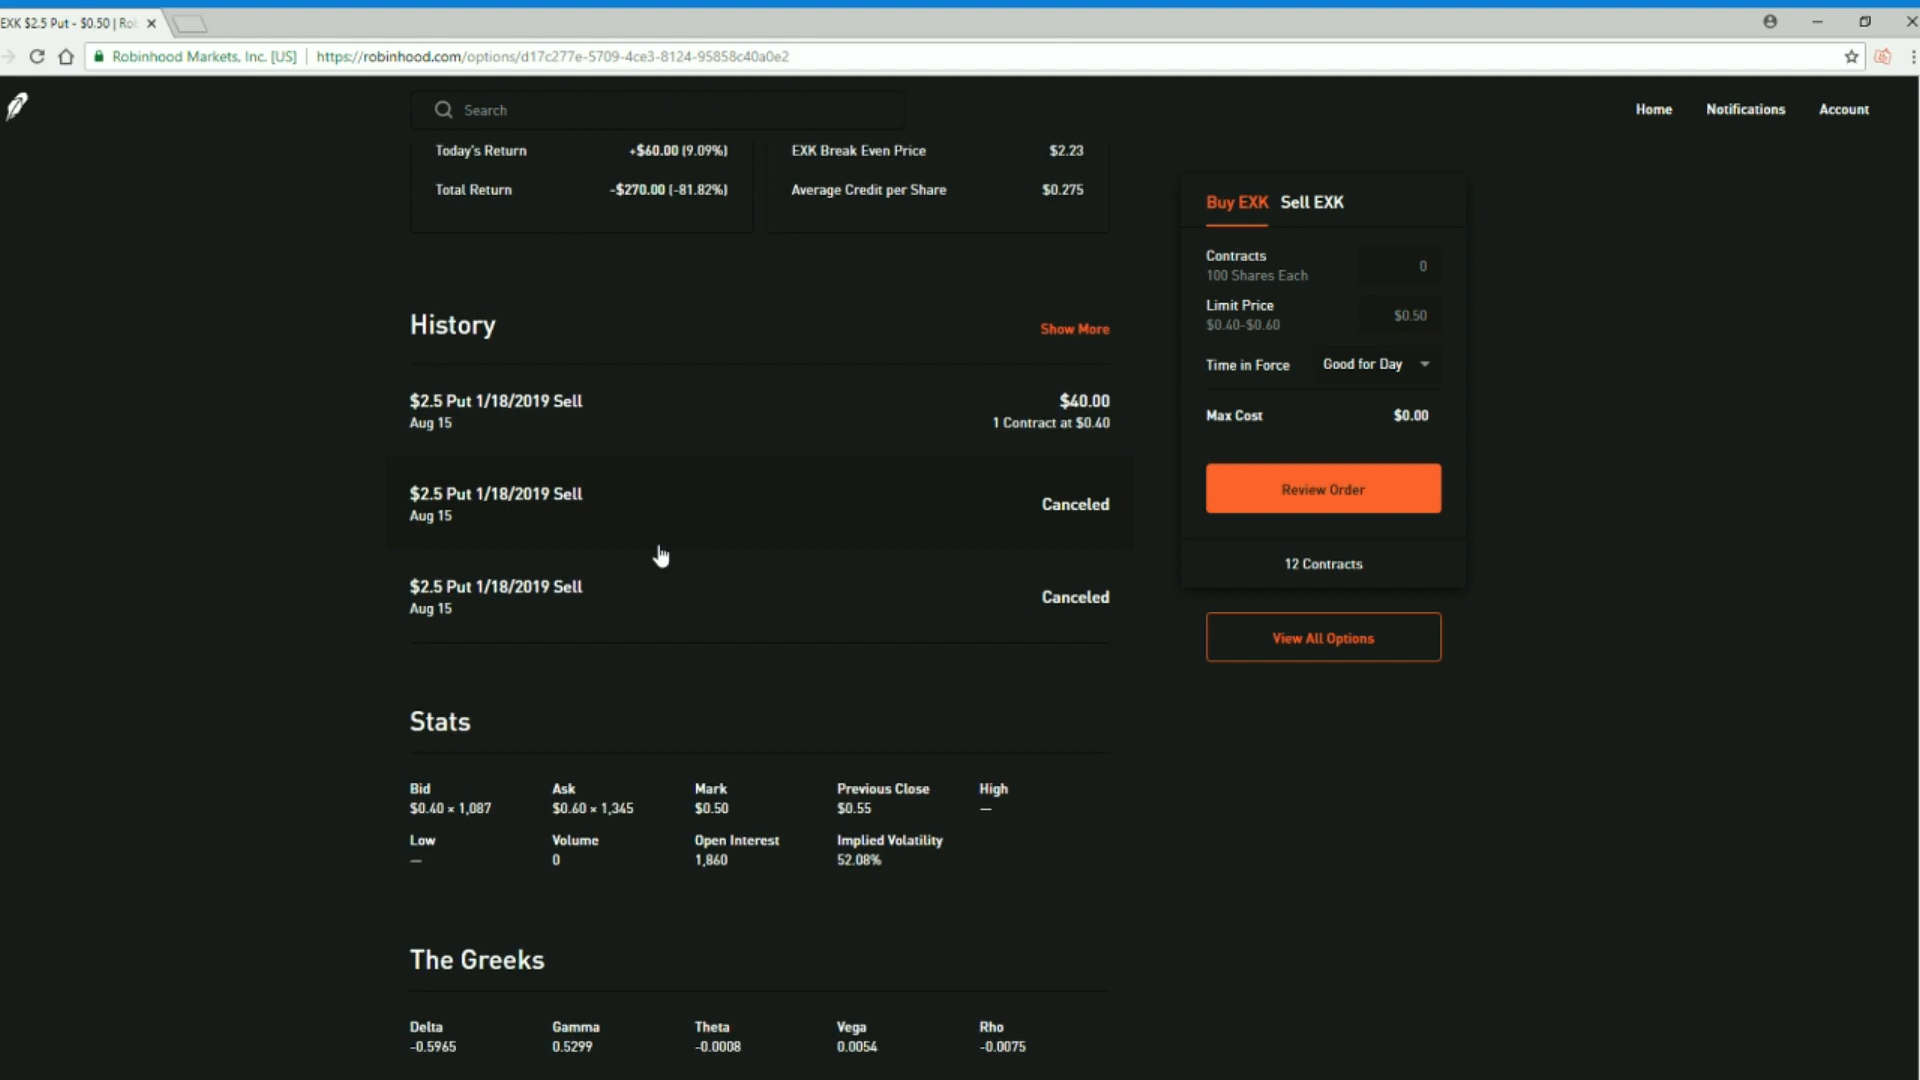 EXK $2.5 Put - $0.50 | Ro
Robinhood Markets, Inc. [US] | https://robinhood.com/options/d17c277e-5709-4ce3-8124-95858c40a0e2
Search
Home Notifications Account
Today's Return +$60.00 (9.09%)
Total Return -$270.00 (-81.82%)
EXK Break Even Price $2.23
Average Credit per Share $0.275
History Show More
$2.5 Put 1/18/2019 Sell $40.00
Aug 15 1 Contract at $0.40
$2.5 Put 1/18/2019 Sell
Aug 15 Canceled
$2.5 Put 1/18/2019 Sell
Aug 15 Canceled
Stats
Bid Ask Mark Previous Close High
$0.40 × 1,087 $0.60 × 1,345 $0.50 $0.55 —
Low Volume Open Interest Implied Volatility
— 0 1,860 52.08%
The Greeks
Delta Gamma Theta Vega Rho
-0.5965 0.5299 -0.0008 0.0054 -0.0075
Buy EXK Sell EXK
Contracts 0
100 Shares Each
Limit Price $0.50
$0.40-$0.60
Time in Force Good for Day
Max Cost $0.00
Review Order
12 Contracts
View All Options